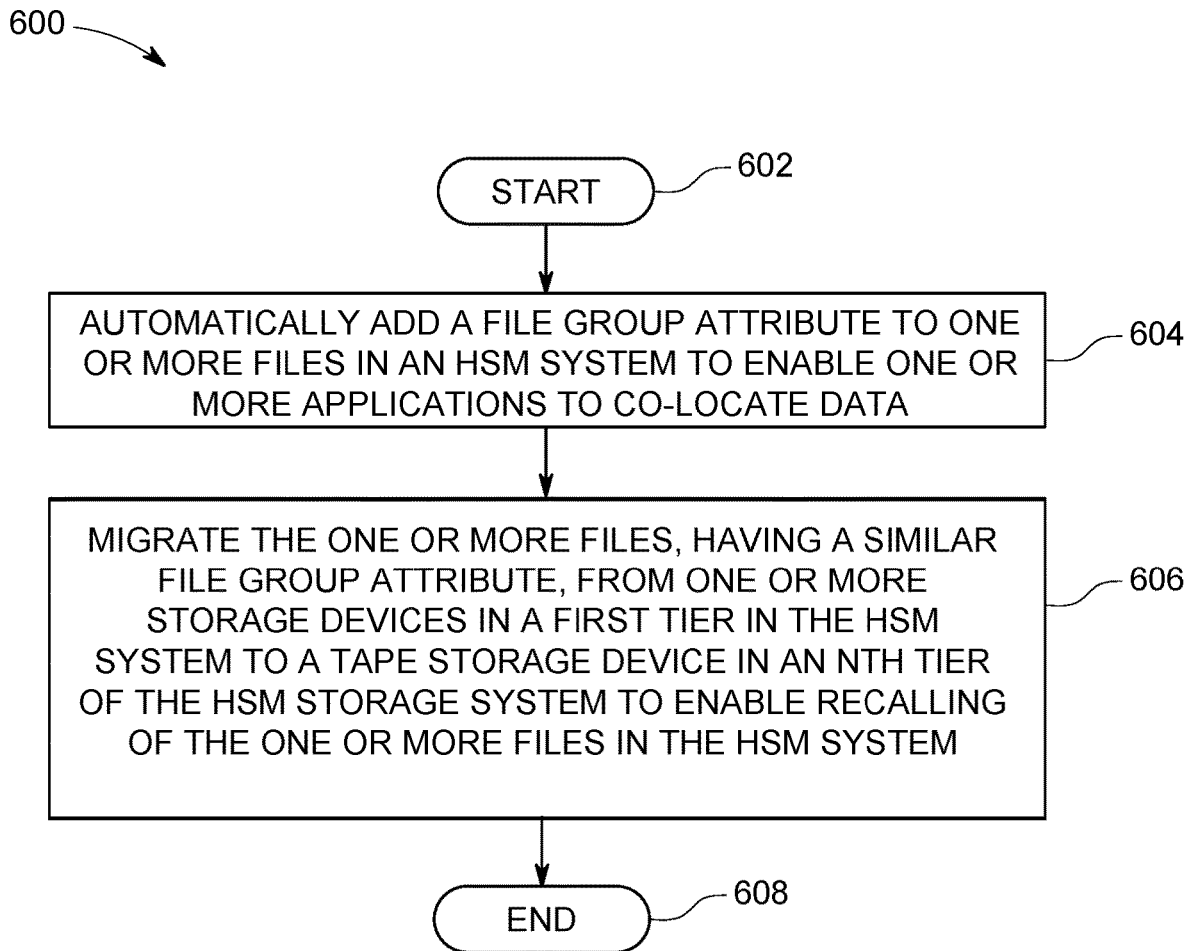 600
START
602
AUTOMATICALLY ADD A FILE GROUP ATTRIBUTE TO ONE
OR MORE FILES IN AN HSM SYSTEM TO ENABLE ONE OR
MORE APPLICATIONS TO CO-LOCATE DATA
604
MIGRATE THE ONE OR MORE FILES, HAVING A SIMILAR
FILE GROUP ATTRIBUTE, FROM ONE OR MORE
STORAGE DEVICES IN A FIRST TIER IN THE HSM
SYSTEM TO A TAPE STORAGE DEVICE IN AN NTH TIER
OF THE HSM STORAGE SYSTEM TO ENABLE RECALLING
OF THE ONE OR MORE FILES IN THE HSM SYSTEM
606
END
608